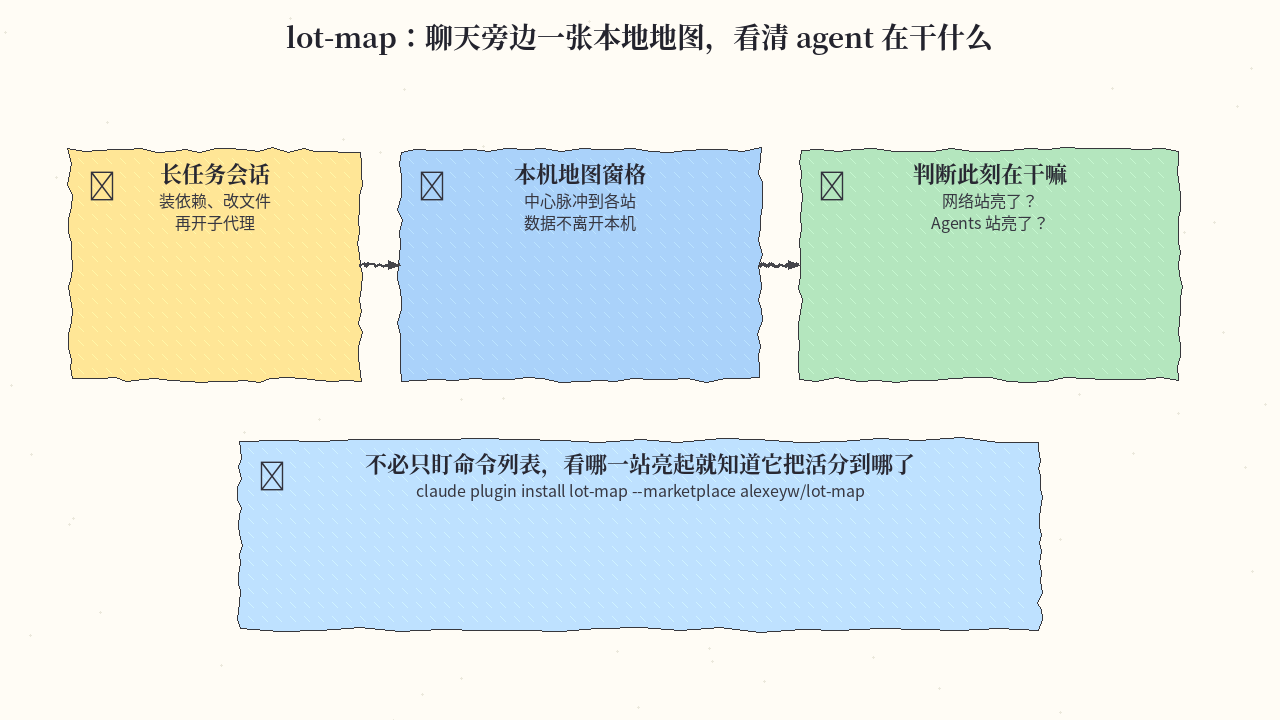 lot-map：聊天旁边一张本地地图，看清 agent 在干什么
长任务会话
装依赖、改文件
再开子代理
本机地图窗格
中心脉冲到各站
数据不离开本机
判断此刻在干嘛
网络站亮了？
Agents 站亮了？
不必只盯命令列表，看哪一站亮起就知道它把活分到哪了
claude plugin install lot-map --marketplace alexeyw/lot-map